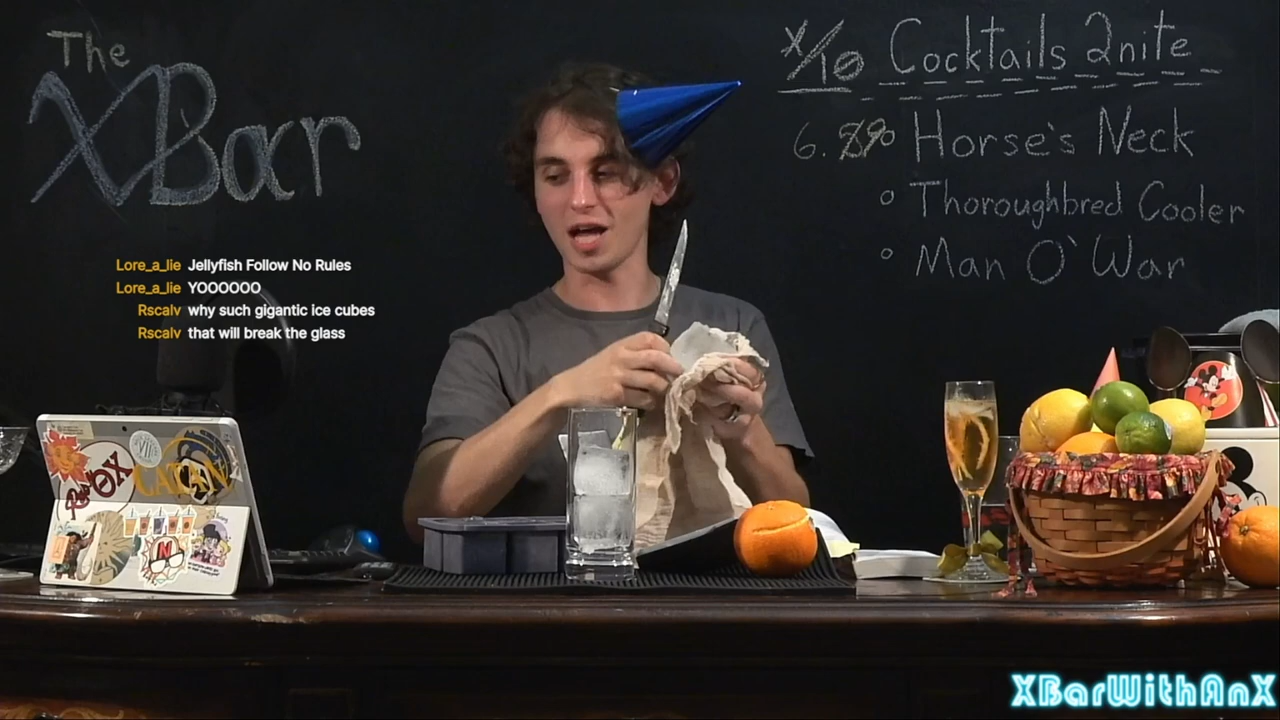 The
XBar
X/10 Cocktails 2nite
6. Horse's Neck
Thoroughbred Cooler
Man O' War
Lore_a_lie Jellyfish Follow No Rules
Lore_a_lie YOOOOOO
Rscalv why such gigantic ice cubes
Rscalv that will break the glass
CATAN
XBarWithAnX